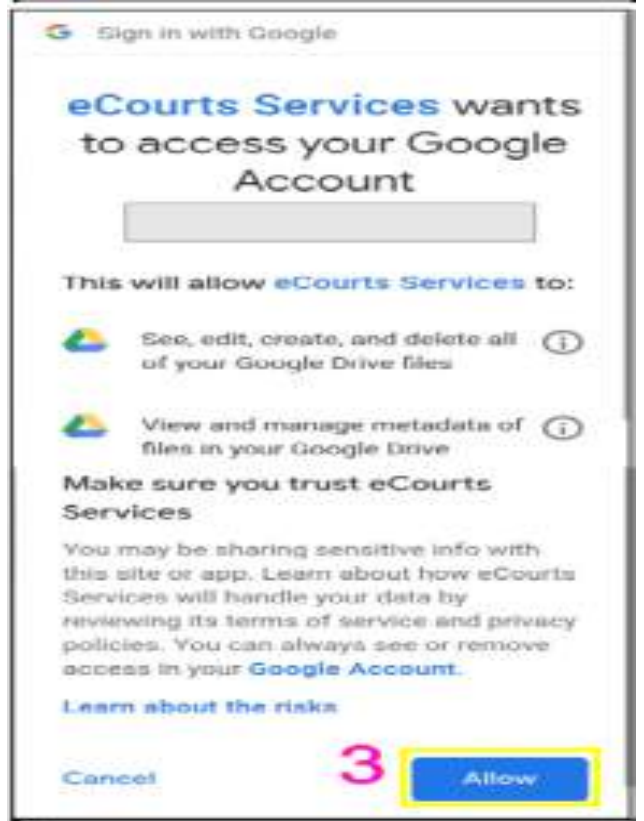 Sign in with Google
eCourts Services wants
to access your Google
Account
This will allow eCourts Services to:
See, edit, create, and delete all
of your Google Drive files
View and manage metadata of
files in your Google Drive
Make sure you trust eCourts
Services
You may be sharing sensitive info with
this site or app. Learn about how eCourts
Services will handle your data by
reviewing its terms of service and privacy
policies. You can always see or remove
access in your Google Account.
Learn about the risks
Cancel 3 Allow